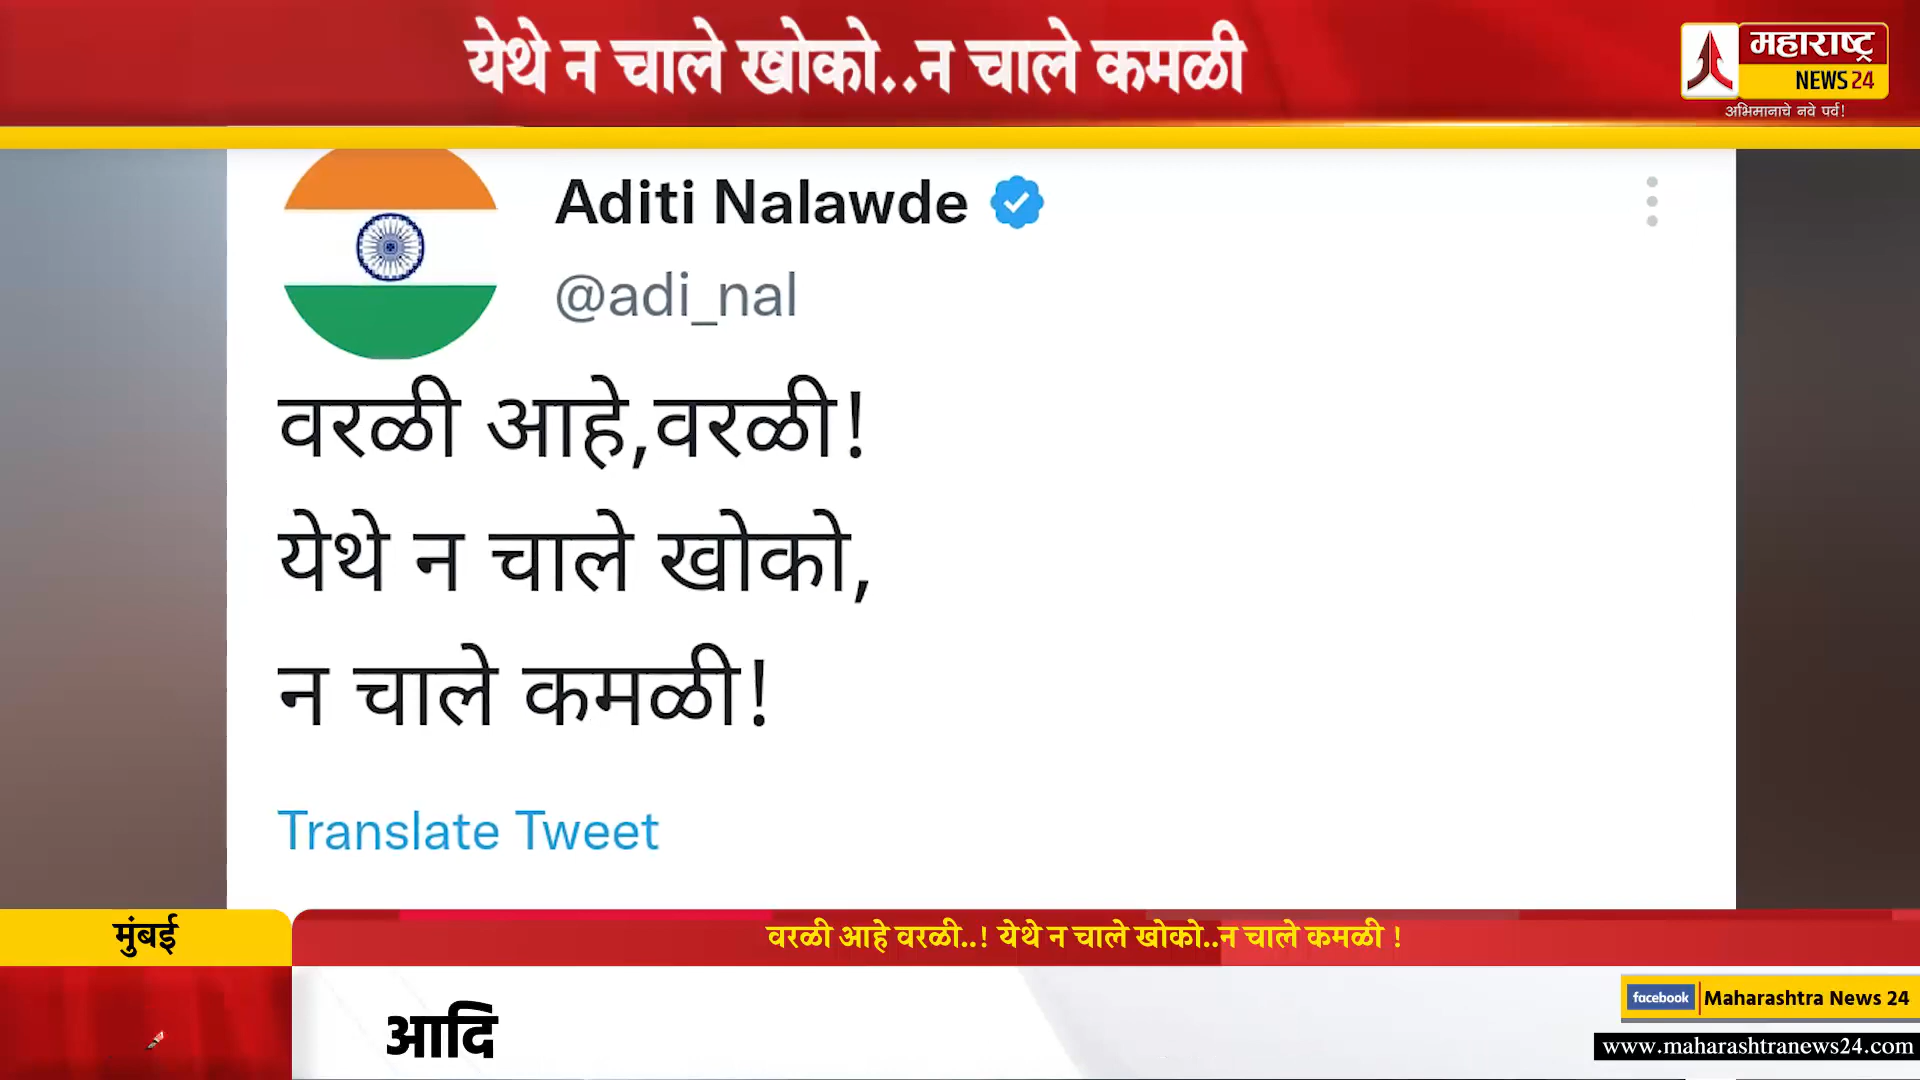 येथे न चाले खोको..न चाले कमळी
महाराष्ट्र
NEWS 24
अभिमानाचे नवे पर्व!
Aditi Nalawde
@adi_nal
वरळी आहे,वरळी!
येथे न चाले खोको,
न चाले कमळी!
Translate Tweet
मुंबई
वरळी आहे वरळी..! येथे न चाले खोको..न चाले कमळी !
आदि
facebook Maharashtra News 24
www.maharashtranews24.com